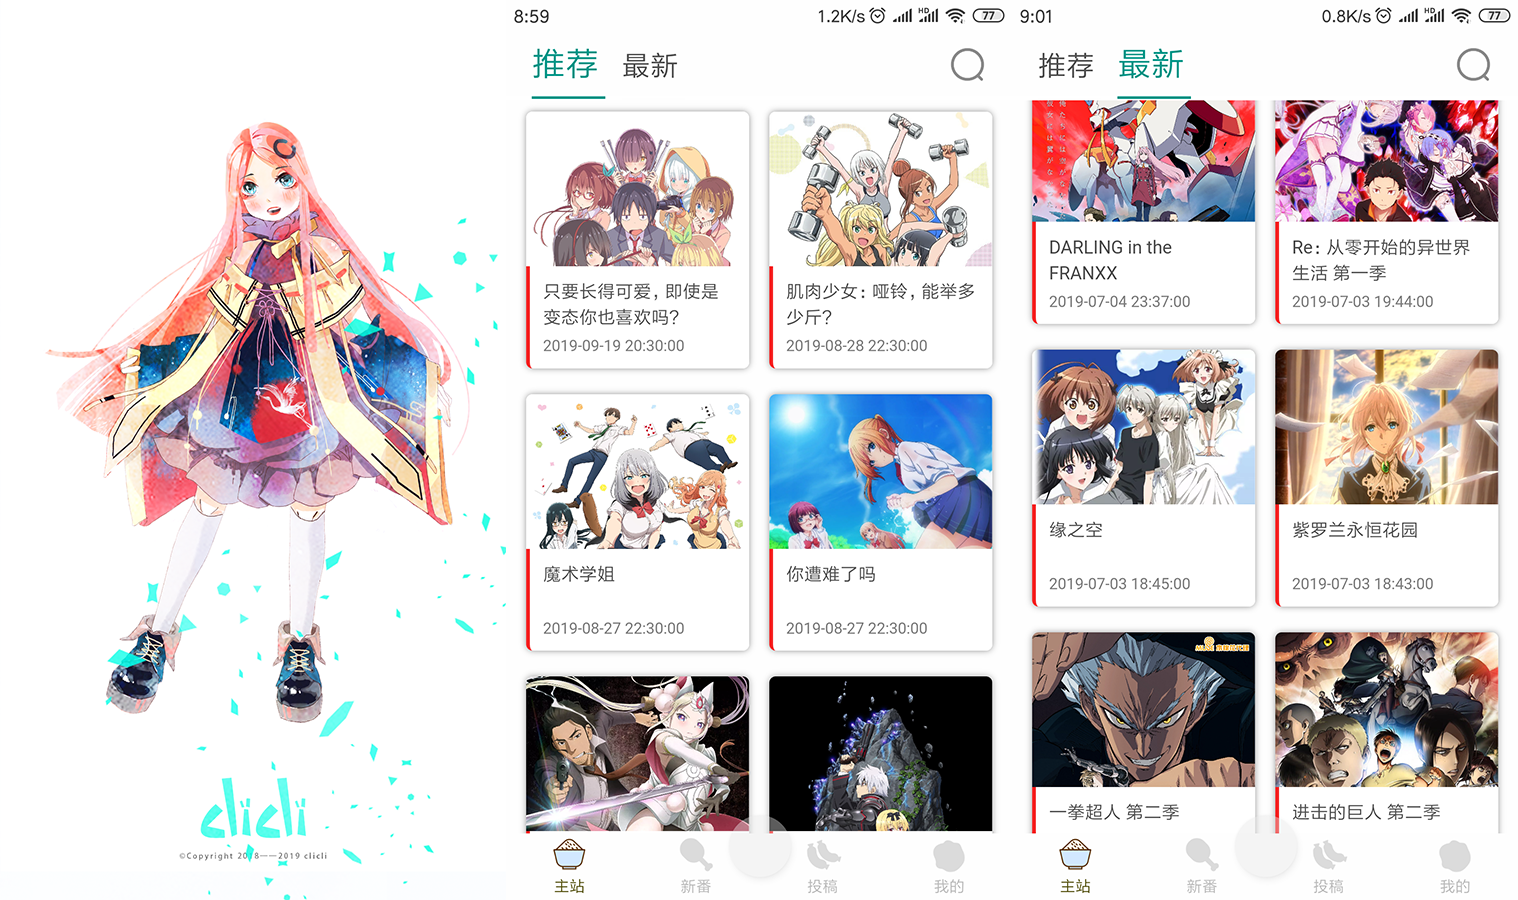 clicli
©Copyright 2018——2019 clicli
8:59
1.2K/s
HD
77
推荐 最新
只要长得可爱，即使是
变态你也喜欢吗？
2019-09-19 20:30:00
肌肉少女：哑铃，能举多
少斤？
2019-08-28 22:30:00
魔术学姐
2019-08-27 22:30:00
你遭难了吗
2019-08-27 22:30:00
主站 新番 投稿 我的
9:01
0.8K/s
HD
77
推荐 最新
DARLING in the
FRANXX
2019-07-04 23:37:00
Re：从零开始的异世界
生活 第一季
2019-07-03 19:44:00
缘之空
2019-07-03 18:45:00
紫罗兰永恒花园
2019-07-03 18:43:00
一拳超人 第二季
进击的巨人 第二季
主站 新番 投稿 我的